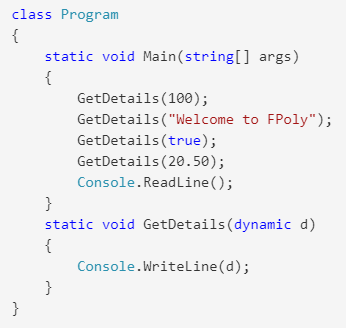 class Program
{
    static void Main(string[] args)
    {
        GetDetails(100);
        GetDetails("Welcome to FPoly");
        GetDetails(true);
        GetDetails(20.50);
        Console.ReadLine();
    }
    static void GetDetails(dynamic d)
    {
        Console.WriteLine(d);
    }
}